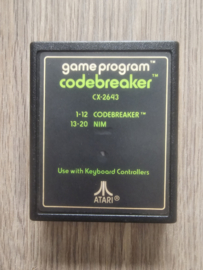 game program™
codebreaker™
CX-2643
1-12 CODEBREAKER™
13-20 NIM
Use with Keyboard Controllers
ATARI®